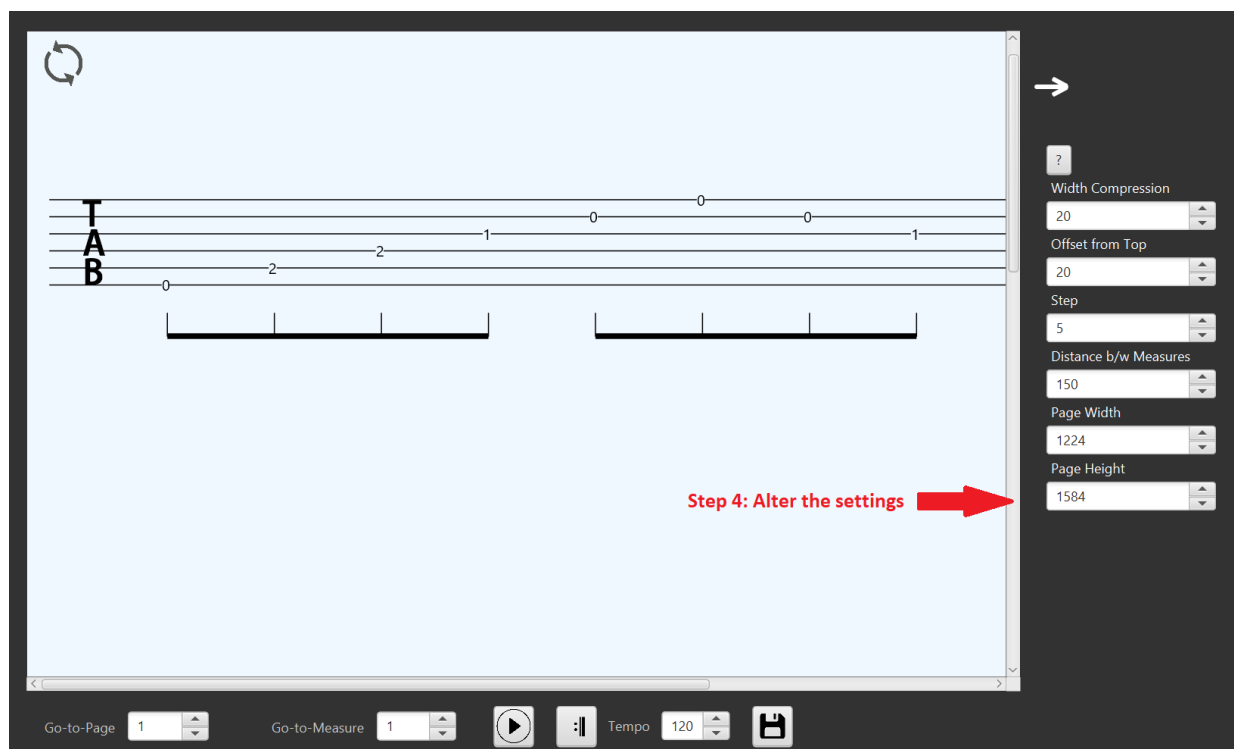 ?
Width Compression
T
0
20
0
0
A
1
1
Offset from Top
2
B
2
20
0
Step
5
Distance b/w Measures
150
Page Width
1224
Page Height
Step 4: Alter the settings
1584
Go-to-Page 1 Go-to-Measure 1 Tempo 120